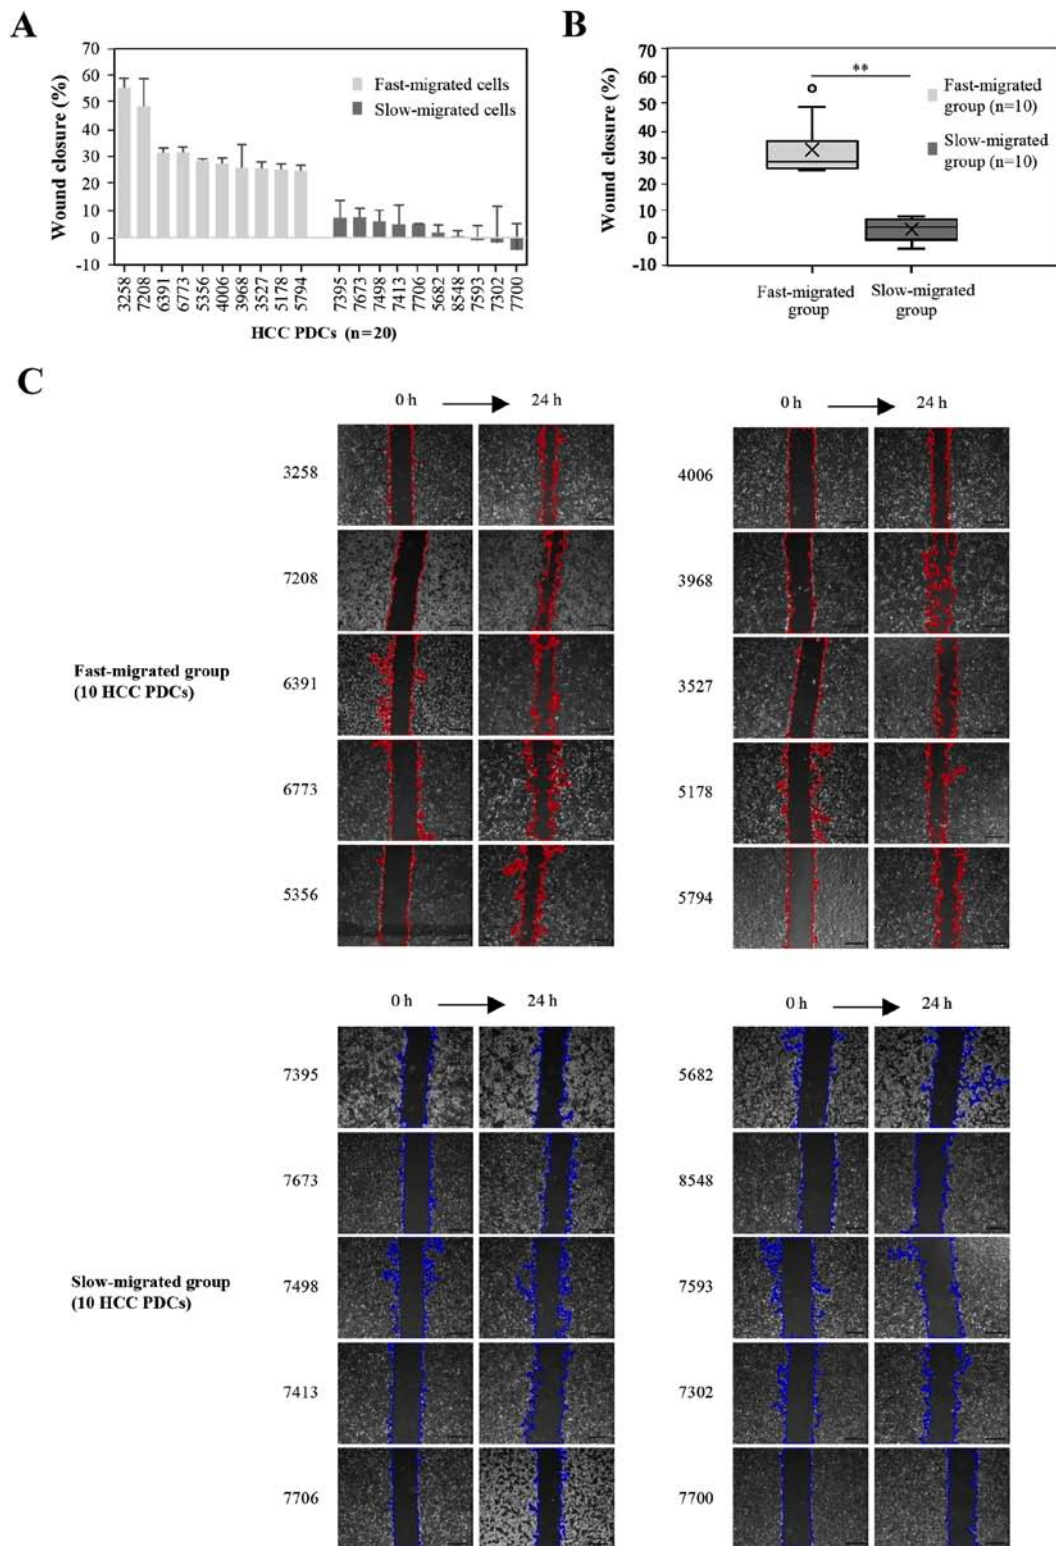 A
70
60
50
40
30
20
10
0
-10
Wound closure (%)
Fast-migrated cells
Slow-migrated cells
3258
7208
6391
6773
5356
4006
3968
3527
5178
5794
7395
7673
7498
7413
7706
5682
8548
7593
7302
7700
HCC PDCs (n=20)
B
70
60
50
40
30
20
10
0
-10
Wound closure (%)
**
Fast-migrated
group (n=10)
Slow-migrated
group (n=10)
Fast-migrated
group
Slow-migrated
group
C
0 h
24 h
0 h
24 h
3258
4006
7208
3968
Fast-migrated group
(10 HCC PDCs)
6391
3527
6773
5178
5356
5794
0 h
24 h
0 h
24 h
7395
5682
7673
8548
Slow-migrated group
(10 HCC PDCs)
7498
7593
7413
7302
7706
7700